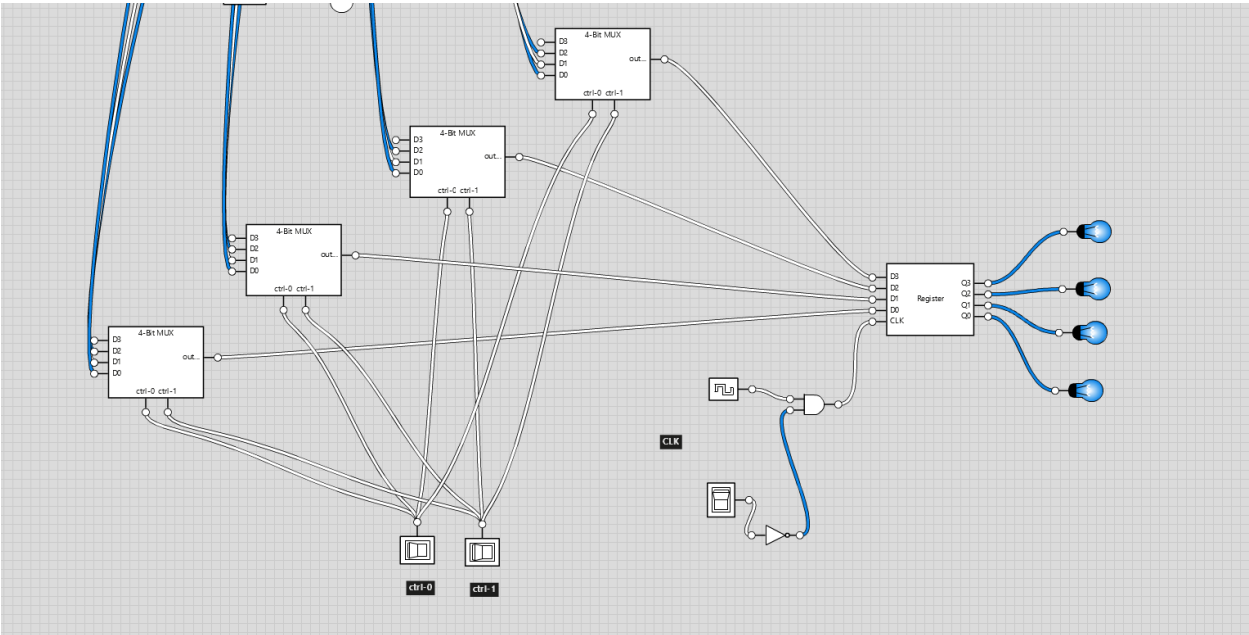 4-Bit MUX
D3
D2
D1
D0
out...
ctrl-0 ctrl-1
4-Bit MUX
D3
D2
D1
D0
out...
ctrl-0 ctrl-1
4-Bit MUX
D3
D2
D1
D0
out...
ctrl-0 ctrl-1
D3
D2
D1
D0
CLK
Register
Q3
Q2
Q1
Q0
4-Bit MUX
D3
D2
D1
D0
out...
ctrl-0 ctrl-1
CLK
ctrl-0
ctrl-1